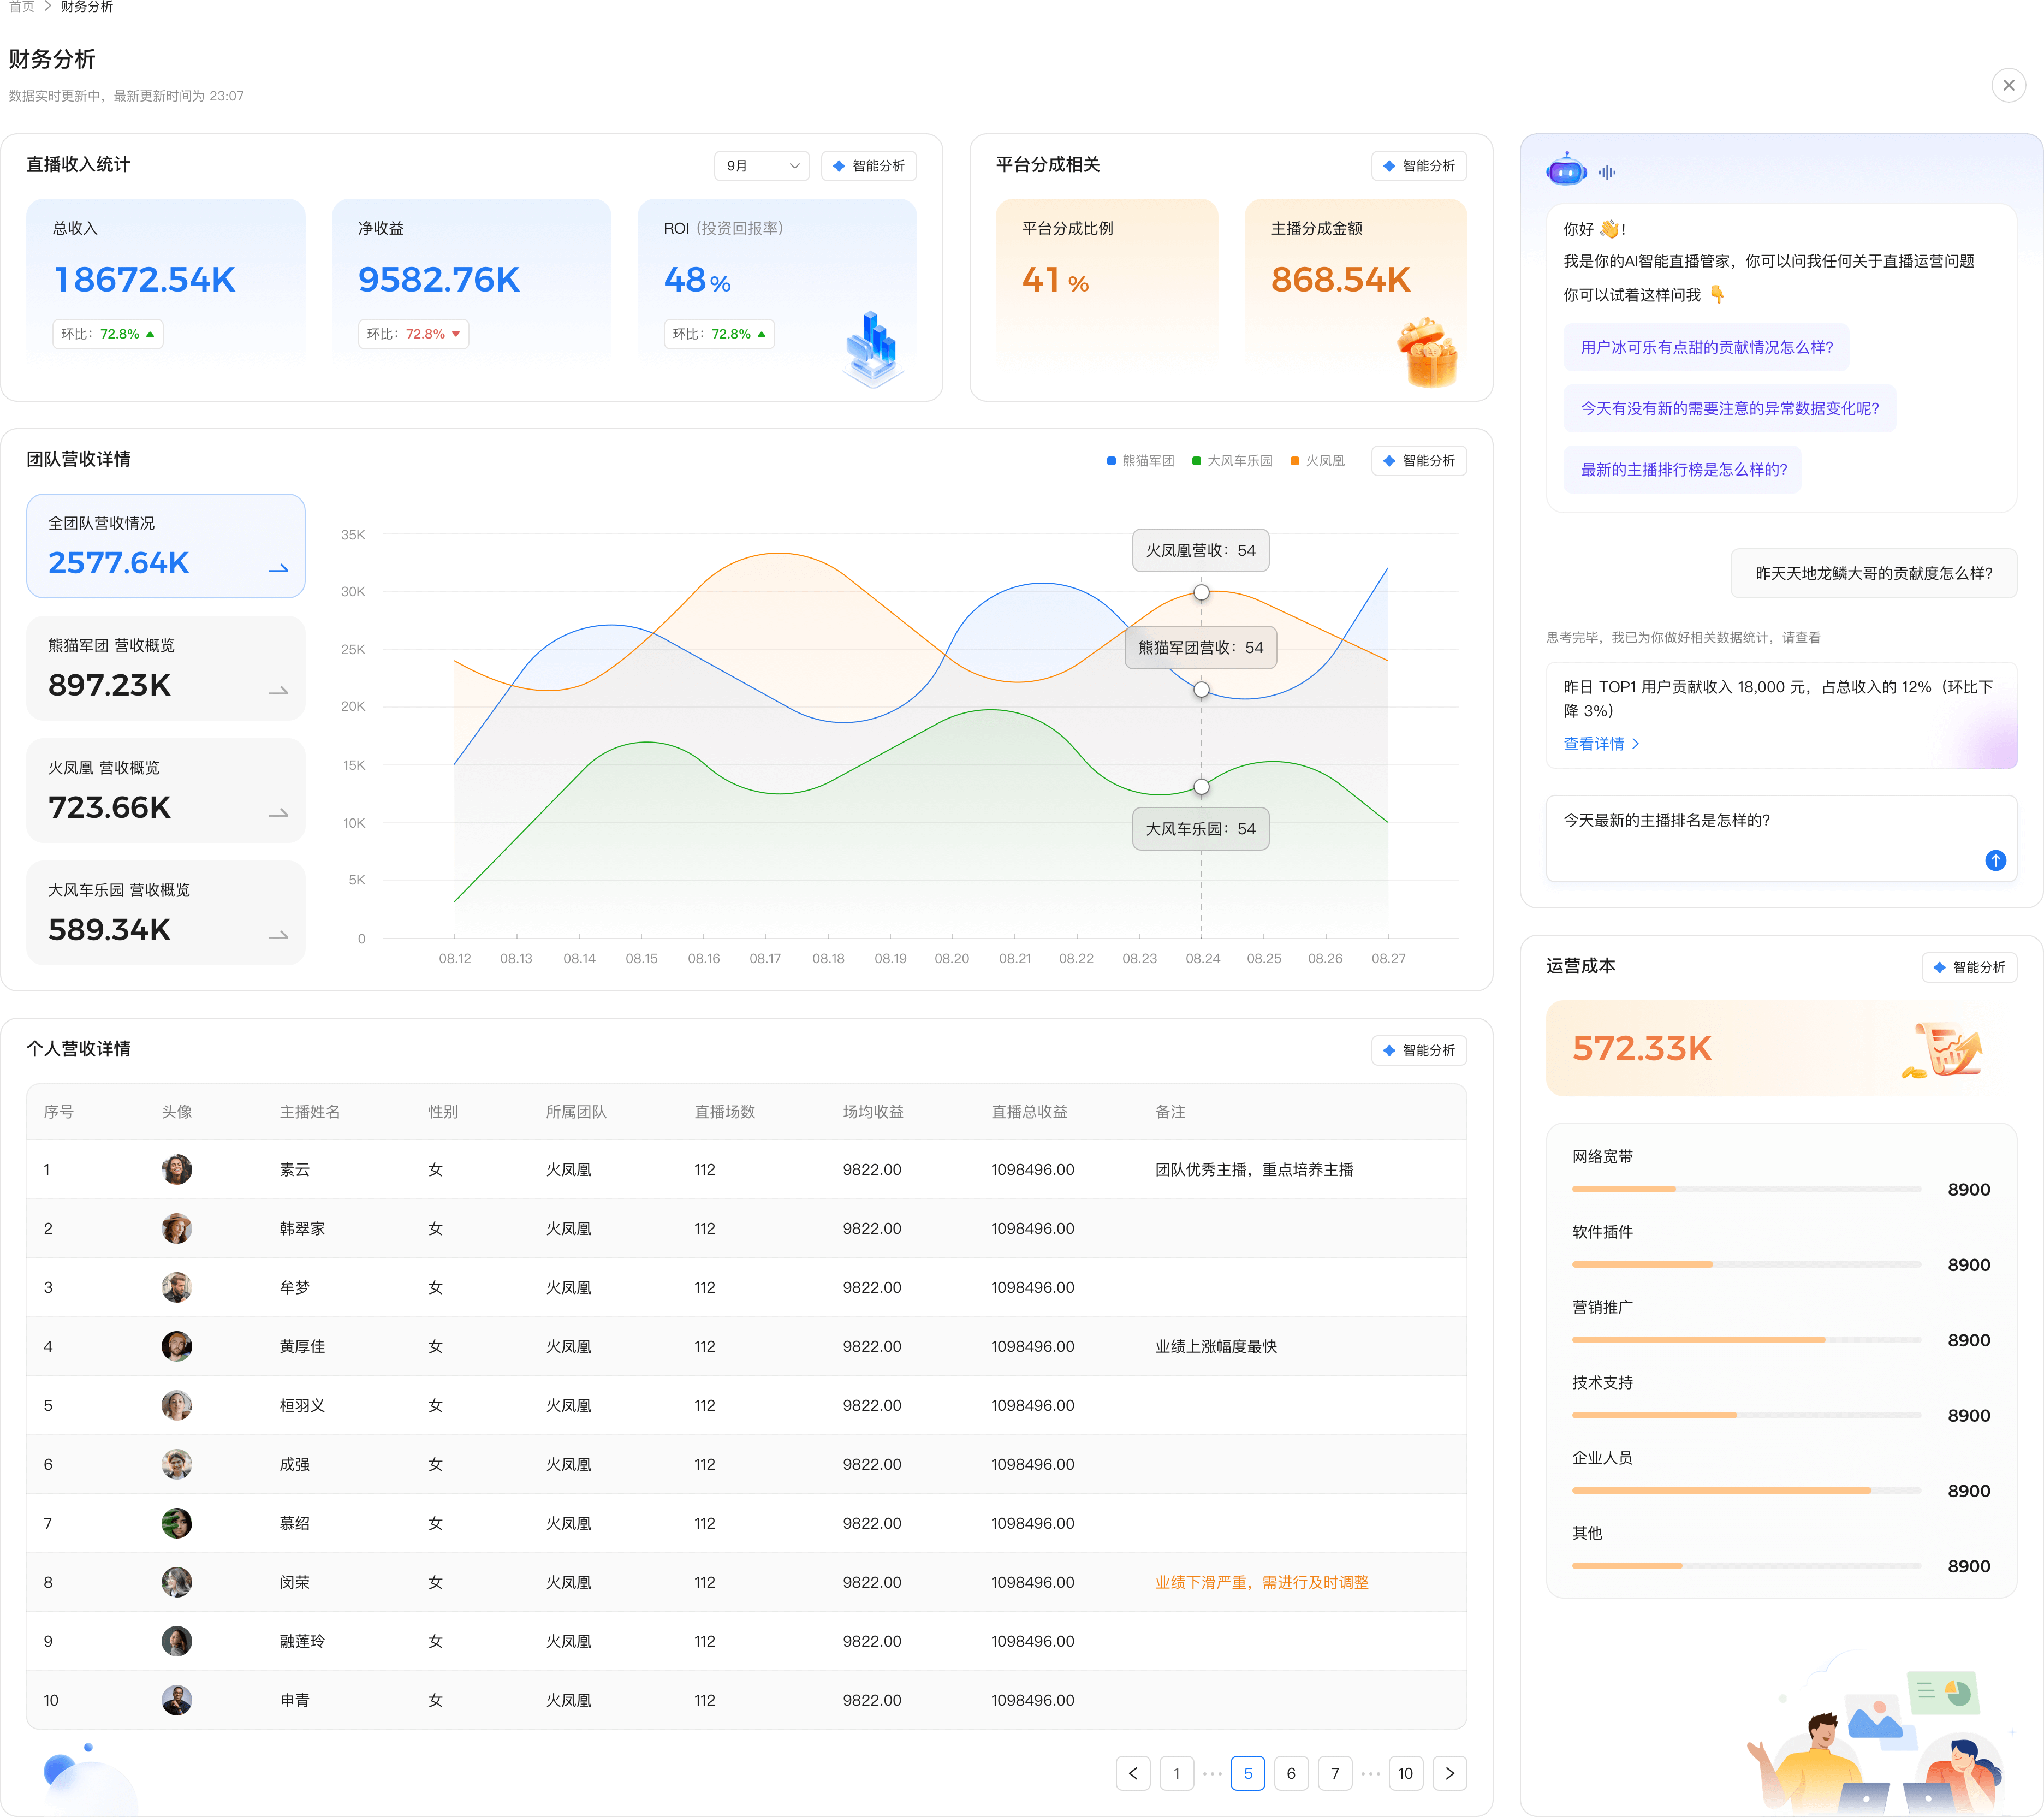 首页 > 财务分析
财务分析
数据实时更新中，最新更新时间为 23:07
直播收入统计
9月
智能分析
总收入
18672.54K
环比：72.8%
净收益
9582.76K
环比：72.8%
ROI（投资回报率）
48%
环比：72.8%
平台分成相关
智能分析
平台分成比例
41 %
主播分成金额
868.54K
团队营收详情
熊猫军团
大风车乐园
火凤凰
智能分析
全团队营收情况
2577.64K
熊猫军团 营收概览
897.23K
火凤凰 营收概览
723.66K
大风车乐园 营收概览
589.34K
35K
30K
25K
20K
15K
10K
5K
0
火凤凰营收：54
熊猫军团营收：54
大风车乐园：54
08.12 08.13 08.14 08.15 08.16 08.17 08.18 08.19 08.20 08.21 08.22 08.23 08.24 08.25 08.26 08.27
个人营收详情
智能分析
序号 头像 主播姓名 性别 所属团队 直播场数 场均收益 直播总收益 备注
1 素云 女 火凤凰 112 9822.00 1098496.00 团队优秀主播，重点培养主播
2 韩翠家 女 火凤凰 112 9822.00 1098496.00
3 牟梦 女 火凤凰 112 9822.00 1098496.00
4 黄厚佳 女 火凤凰 112 9822.00 1098496.00 业绩上涨幅度最快
5 桓羽义 女 火凤凰 112 9822.00 1098496.00
6 成强 女 火凤凰 112 9822.00 1098496.00
7 慕绍 女 火凤凰 112 9822.00 1098496.00
8 闵荣 女 火凤凰 112 9822.00 1098496.00 业绩下滑严重，需进行及时调整
9 融莲玲 女 火凤凰 112 9822.00 1098496.00
10 申青 女 火凤凰 112 9822.00 1098496.00
< 1 ··· 5 6 7 ··· 10 >
你好 👋！
我是你的AI智能直播管家，你可以问我任何关于直播运营问题
你可以试着这样问我 👇
用户冰可乐有点甜的贡献情况怎么样？
今天有没有新的需要注意的异常数据变化呢？
最新的主播排行榜是怎么样的？
昨天天地龙鳞大哥的贡献度怎么样？
思考完毕，我已为你做好相关数据统计，请查看
昨日 TOP1 用户贡献收入 18,000 元，占总收入的 12%（环比下
降 3%）
查看详情 >
今天最新的主播排名是怎样的？
运营成本
智能分析
572.33K
网络宽带
8900
软件插件
8900
营销推广
8900
技术支持
8900
企业人员
8900
其他
8900